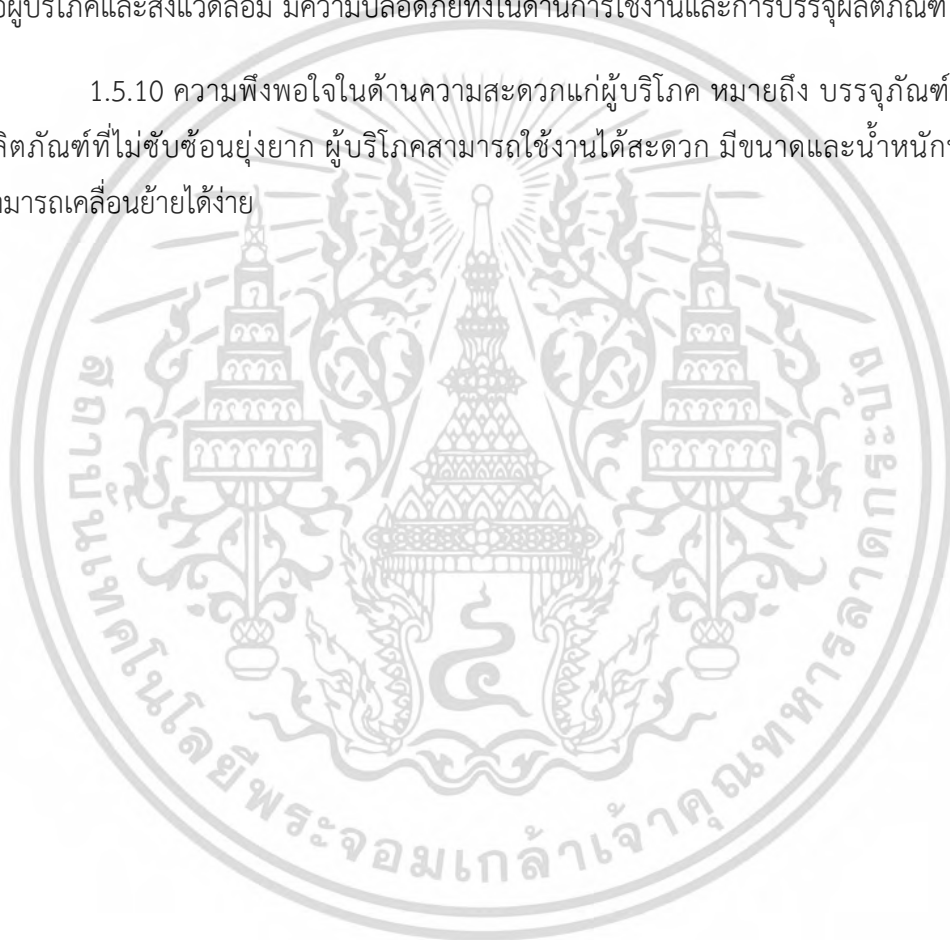 ผู้บริโภคและสิ่งแวดล้อม มีความปลอดภัยทั้งในด้านการใช้งานและการบรรจุผลิตภัณฑ์
1.5.10 ความพึงพอใจในด้านความสะดวกแก่ผู้บริโภค หมายถึง บรรจุภัณฑ์
ลิตภัณฑ์ที่ไม่ซับซ้อนยุ่งยาก ผู้บริโภคสามารถใช้งานได้สะดวก มีขนาดและน้ำหนัก
ามารถเคลื่อนย้ายได้ง่าย
สถาบันเทคโนโลยีพระจอมเกล้าเจ้าคุณทหารลาดกระบัง
๔